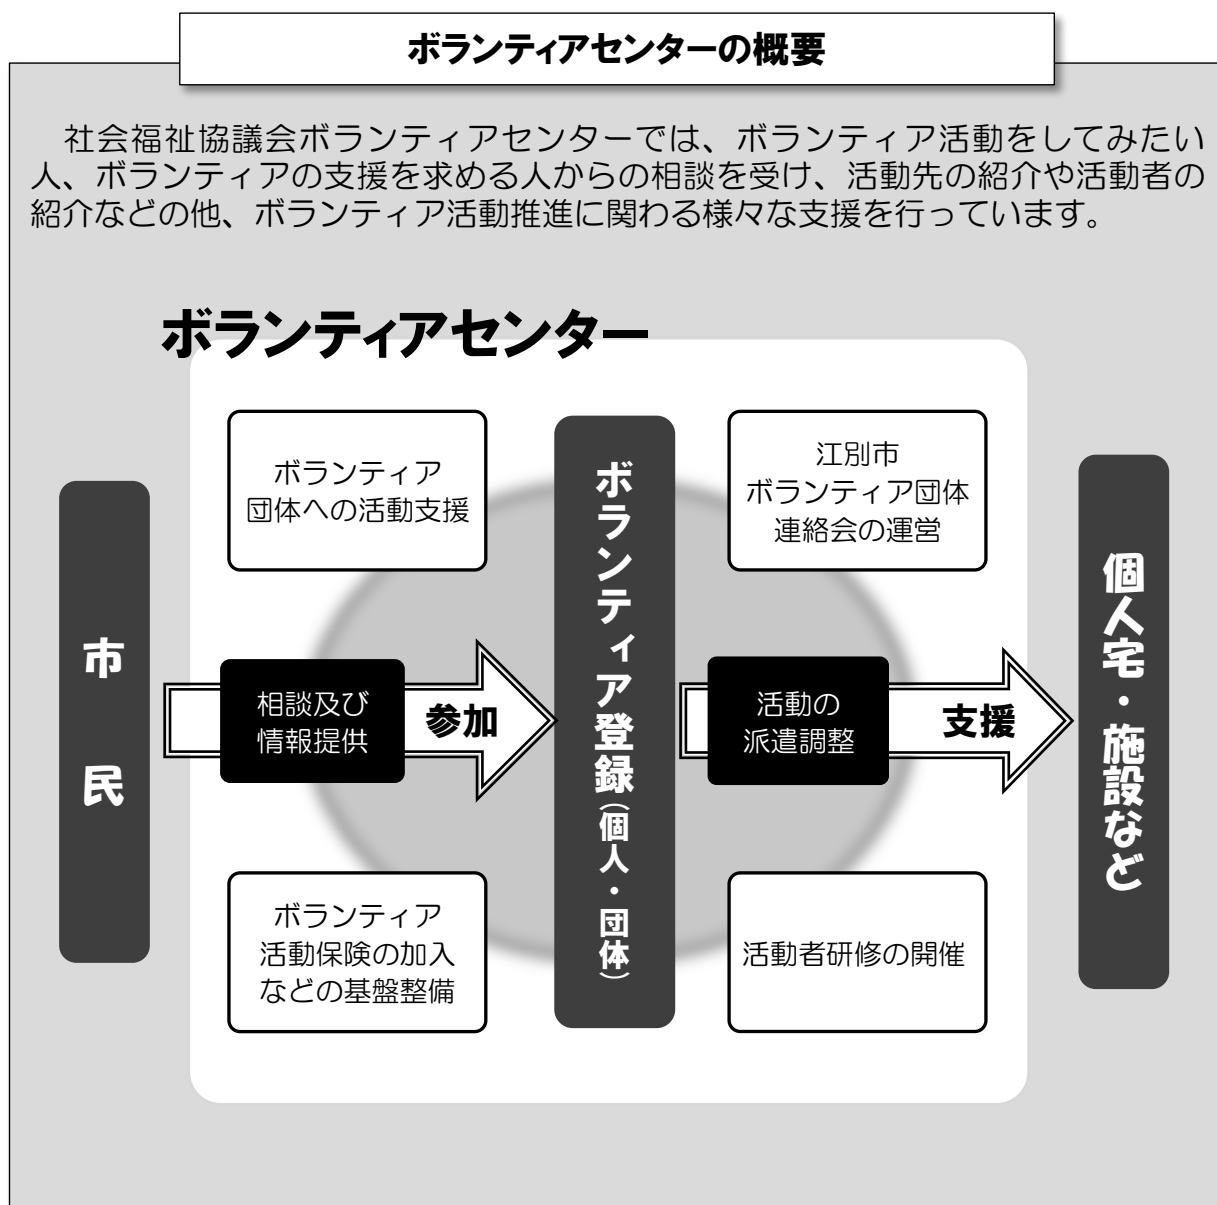 ボランティアセンターの概要
社会福祉協議会ボランティアセンターでは、ボランティア活動をしてみたい
人、ボランティアの支援を求める人からの相談を受け、活動先の紹介や活動者の
紹介などの他、ボランティア活動推進に関わる様々な支援を行っています。
ボランティアセンター
市民
ボランティア
団体への活動支援
相談及び
情報提供
参加
ボランティア
活動保険の加入
などの基盤整備
ボランティア登録(個人・団体)
江別市
ボランティア団体
連絡会の運営
活動の
派遣調整
支援
活動者研修の開催
個人宅・施設など